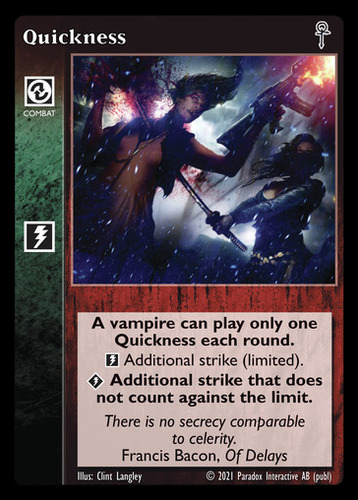 Quickness
COMBAT
A vampire can play only one
Quickness each round.
Additional strike (limited).
Additional strike that does
not count against the limit.
There is no secrecy comparable
to celerity.
Francis Bacon, Of Delays
Illus: Clint Langley © 2021 Paradox Interactive AB (publ)